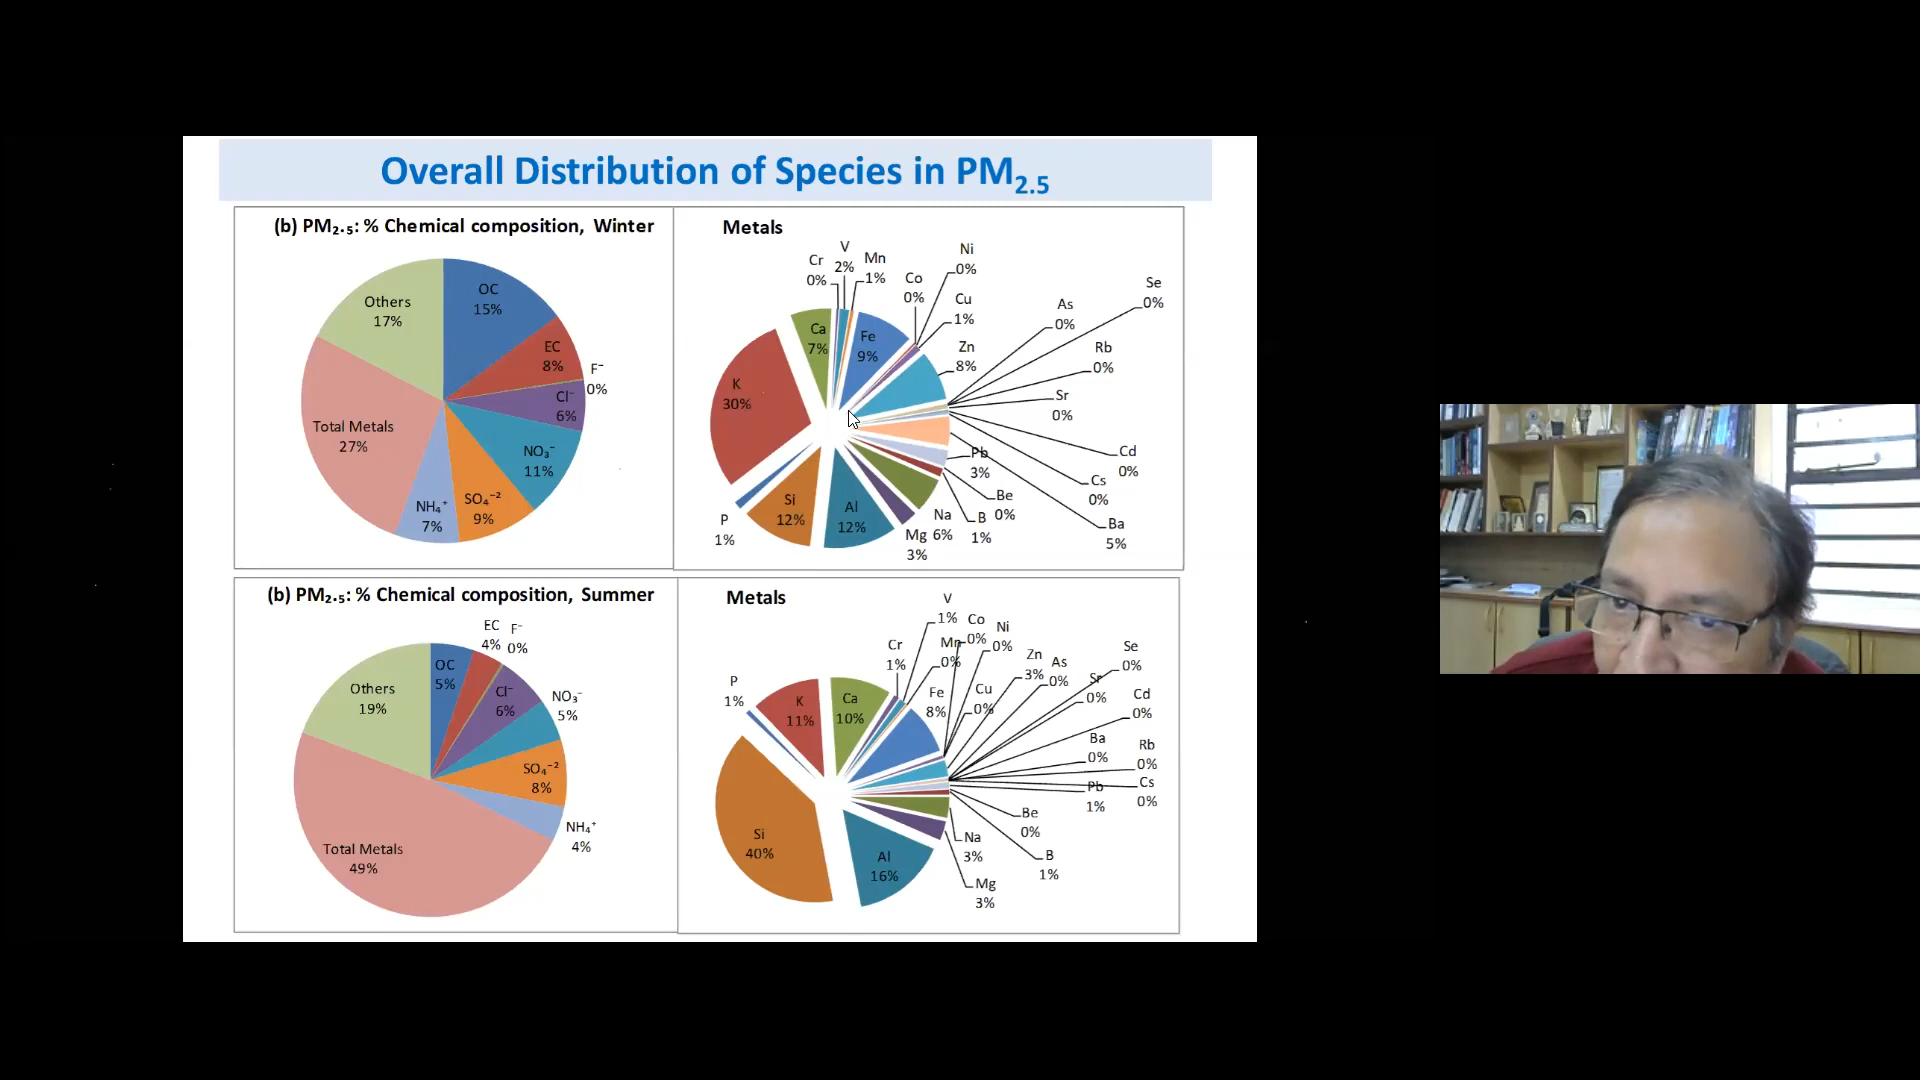 Overall Distribution of Species in PM2.5
(b) PM₂.₅: % Chemical composition, Winter
OC
15%
EC
8%
F⁻
0%
Cl⁻
6%
NO₃⁻
11%
SO₄⁻²
9%
NH₄⁺
7%
Total Metals
27%
Others
17%
Metals
K
30%
Ca
7%
Cr
0%
V
2%
Mn
1%
Fe
9%
Co
0%
Ni
0%
Cu
1%
Zn
8%
As
0%
Se
0%
Rb
0%
Sr
0%
Cd
0%
Cs
0%
Ba
5%
Pb
3%
Be
0%
B
1%
Na
6%
Mg
3%
Al
12%
Si
12%
P
1%
(b) PM₂.₅: % Chemical composition, Summer
OC
5%
EC
4%
F⁻
0%
Cl⁻
6%
NO₃⁻
5%
SO₄⁻²
8%
NH₄⁺
4%
Total Metals
49%
Others
19%
Metals
P
1%
K
11%
Ca
10%
Cr
1%
V
1%
Mn
0%
Fe
8%
Co
0%
Ni
0%
Cu
0%
Zn
3%
As
0%
Se
0%
Sr
0%
Cd
0%
Ba
0%
Rb
0%
Cs
0%
Pb
1%
Be
0%
B
1%
Na
3%
Mg
3%
Al
16%
Si
40%